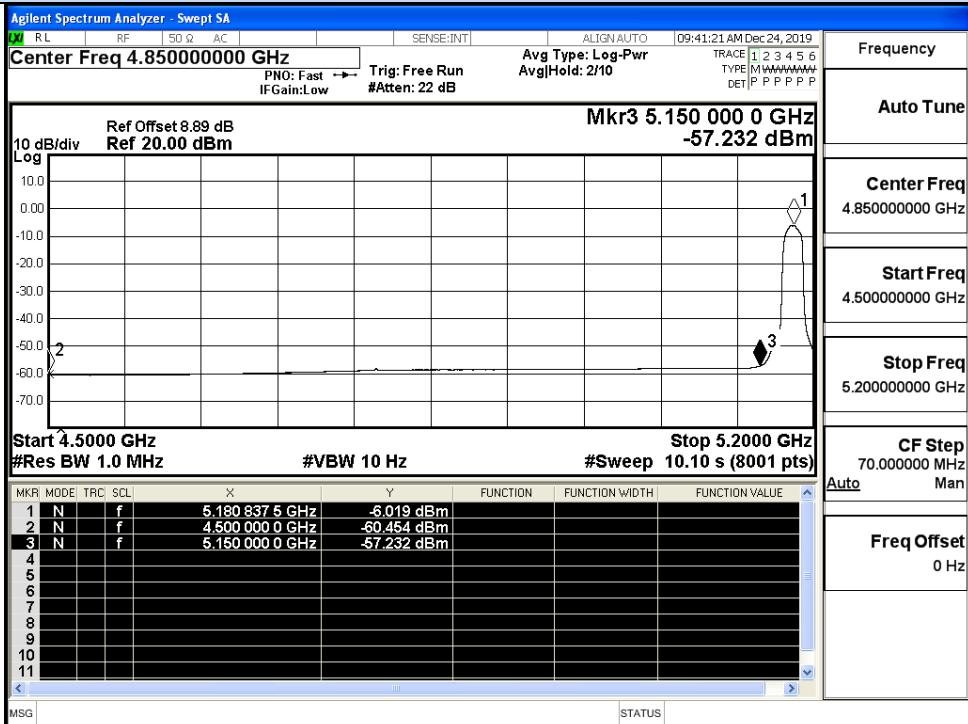 Agilent Spectrum Analyzer - Swept SA
LXI RL RF 50 Ω AC SENSE:INT ALIGN AUTO 09:41:21 AM Dec 24, 2019
Center Freq 4.850000000 GHz
PNO: Fast
IFGain:Low
Trig: Free Run
#Atten: 22 dB
Avg Type: Log-Pwr
Avg|Hold: 2/10
TRACE 1 2 3 4 5 6
TYPE M W W W W W
DET P P P P P P
Ref Offset 8.89 dB
Ref 20.00 dBm
10 dB/div
Log
Mkr3 5.150 000 0 GHz
-57.232 dBm
10.0
0.00
-10.0
-20.0
-30.0
-40.0
-50.0
-60.0
-70.0
1
2
3
Start 4.5000 GHz
Stop 5.2000 GHz
#Res BW 1.0 MHz #VBW 10 Hz #Sweep 10.10 s (8001 pts)
MKR MODE TRC SCL X Y FUNCTION FUNCTION WIDTH FUNCTION VALUE
1 N f 5.180 837 5 GHz -6.019 dBm
2 N f 4.500 000 0 GHz -60.454 dBm
3 N f 5.150 000 0 GHz -57.232 dBm
4
5
6
7
8
9
10
11
MSG STATUS
Frequency
Auto Tune
Center Freq
4.850000000 GHz
Start Freq
4.500000000 GHz
Stop Freq
5.200000000 GHz
CF Step
70.000000 MHz
Auto Man
Freq Offset
0 Hz